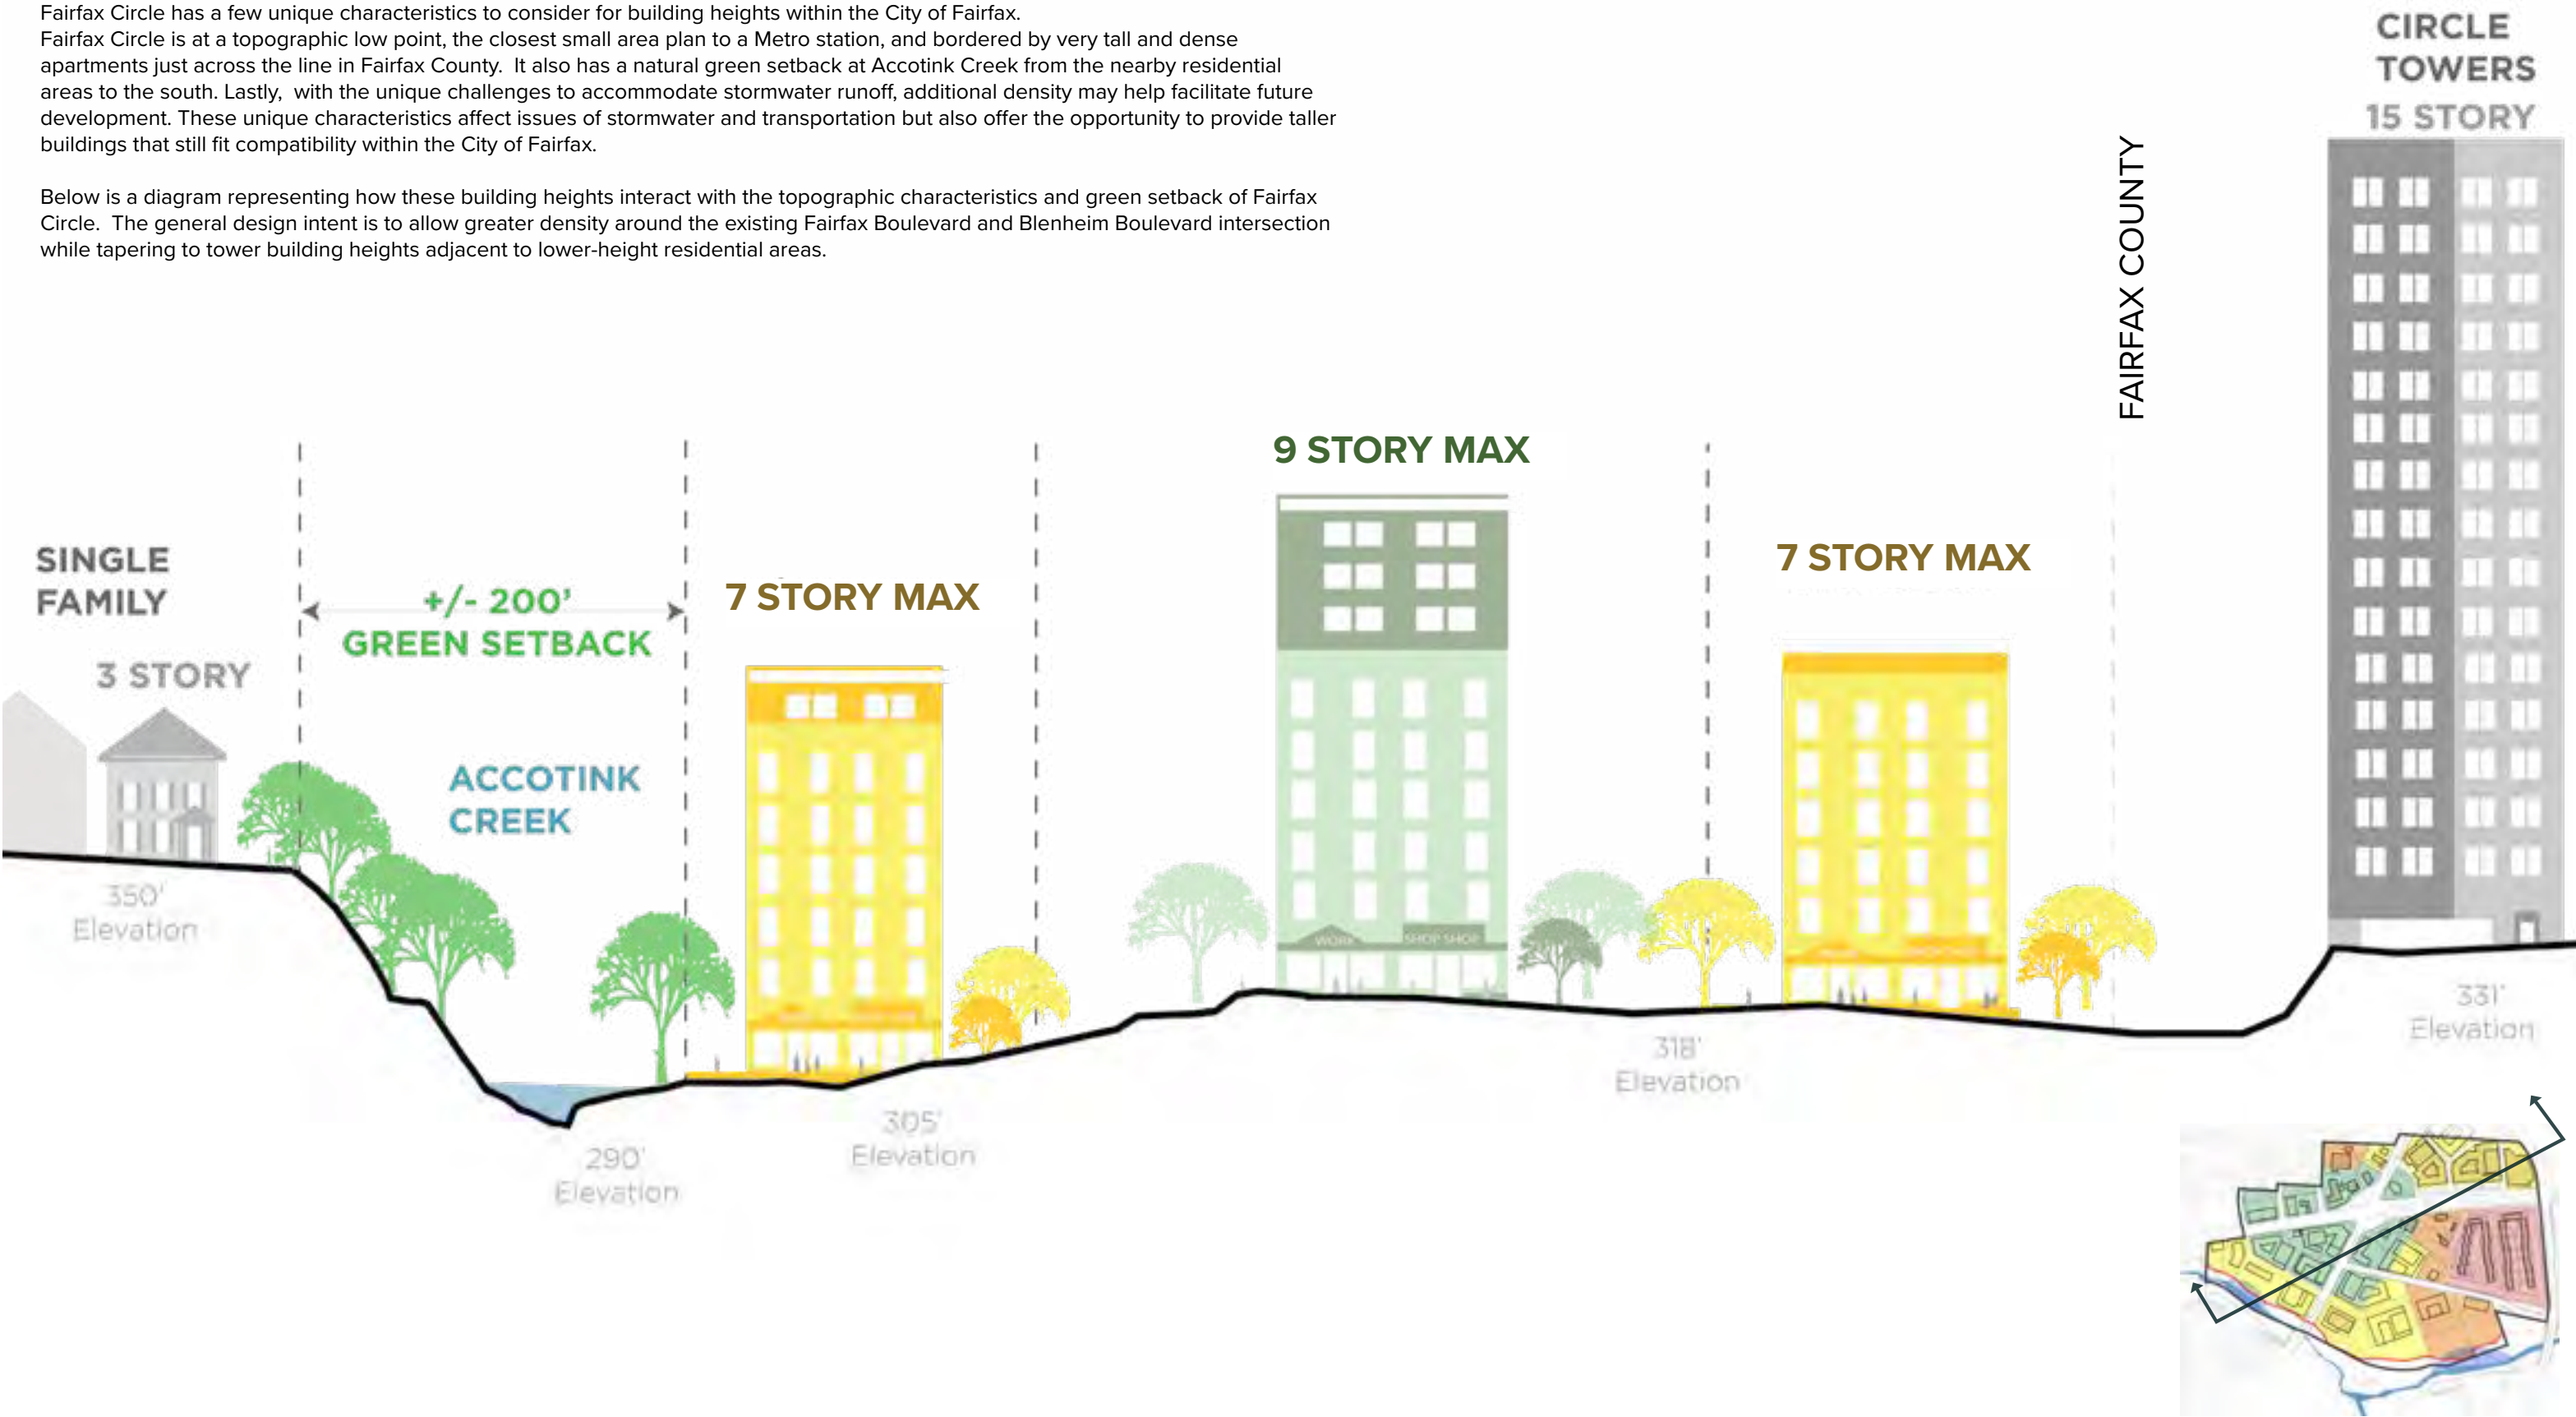 Fairfax Circle has a few unique characteristics to consider for building heights within the City of Fairfax.
Fairfax Circle is at a topographic low point, the closest small area plan to a Metro station, and bordered by very tall and dense
apartments just across the line in Fairfax County. It also has a natural green setback at Accotink Creek from the nearby residential
areas to the south. Lastly, with the unique challenges to accommodate stormwater runoff, additional density may help facilitate future
development. These unique characteristics affect issues of stormwater and transportation but also offer the opportunity to provide taller
buildings that still fit compatibility within the City of Fairfax.
Below is a diagram representing how these building heights interact with the topographic characteristics and green setback of Fairfax
Circle. The general design intent is to allow greater density around the existing Fairfax Boulevard and Blenheim Boulevard intersection
while tapering to tower building heights adjacent to lower-height residential areas.
CIRCLE
TOWERS
15 STORY
FAIRFAX COUNTY
9 STORY MAX
7 STORY MAX
SINGLE
FAMILY
3 STORY
+/- 200'
GREEN SETBACK
7 STORY MAX
ACCOTINK
CREEK
WORK
SHOP SHOP
350'
Elevation
290'
Elevation
305'
Elevation
318'
Elevation
331'
Elevation